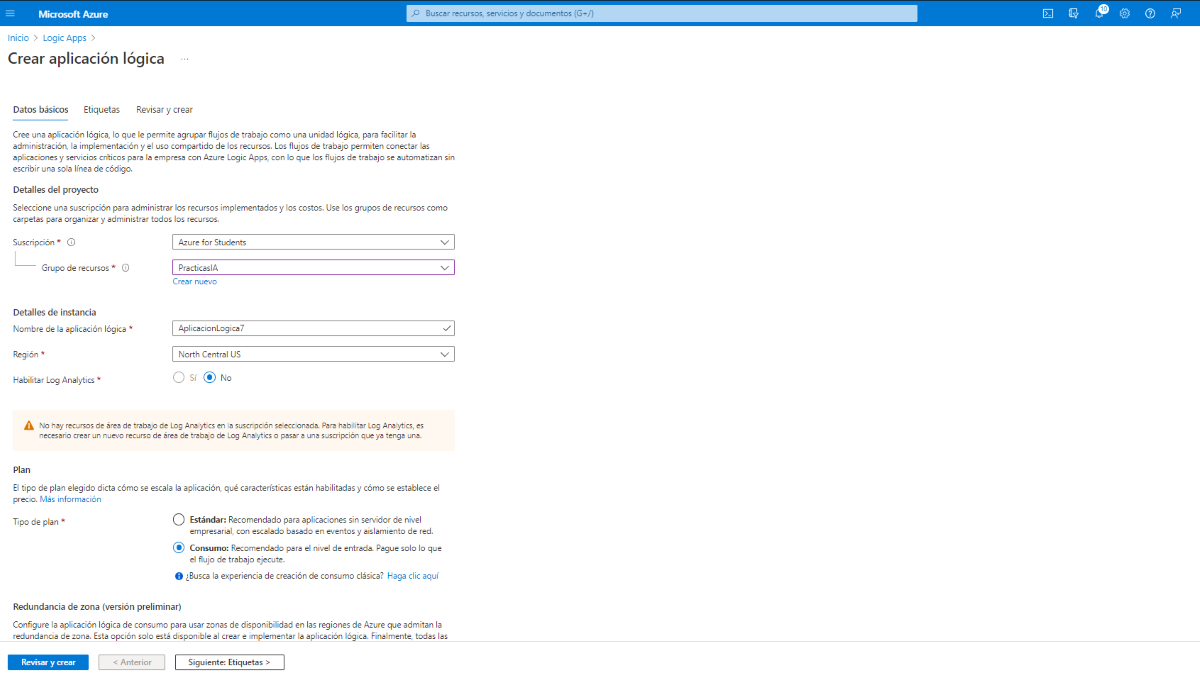 Microsoft Azure
Buscar recursos, servicios y documentos (G+/)
10
Inicio > Logic Apps >
Crear aplicación lógica ...
Datos básicos Etiquetas Revisar y crear
Cree una aplicación lógica, lo que le permite agrupar flujos de trabajo como una unidad lógica, para facilitar la
administración, la implementación y el uso compartido de los recursos. Los flujos de trabajo permiten conectar las
aplicaciones y servicios críticos para la empresa con Azure Logic Apps, con lo que los flujos de trabajo se automatizan sin
escribir una sola línea de código.
Detalles del proyecto
Seleccione una suscripción para administrar los recursos implementados y los costos. Use los grupos de recursos como
carpetas para organizar y administrar todos los recursos.
Suscripción * Azure for Students
Grupo de recursos * PracticasIA
Crear nuevo
Detalles de instancia
Nombre de la aplicación lógica * AplicacionLogica7
Región * North Central US
Habilitar Log Analytics * Sí No
No hay recursos de área de trabajo de Log Analytics en la suscripción seleccionada. Para habilitar Log Analytics, es
necesario crear un nuevo recurso de área de trabajo de Log Analytics o pasar a una suscripción que ya tenga una.
Plan
El tipo de plan elegido dicta cómo se escala la aplicación, qué características están habilitadas y cómo se establece el
precio. Más información
Tipo de plan * Estándar: Recomendado para aplicaciones sin servidor de nivel
empresarial, con escalado basado en eventos y aislamiento de red.
Consumo: Recomendado para el nivel de entrada. Pague solo lo que
el flujo de trabajo ejecute.
¿Busca la experiencia de creación de consumo clásica? Haga clic aquí
Redundancia de zona (versión preliminar)
Configure la aplicación lógica de consumo para usar zonas de disponibilidad en las regiones de Azure que admitan la
redundancia de zona. Esta opción solo está disponible al crear e implementar la aplicación lógica. Finalmente, todas las
Revisar y crear < Anterior Siguiente: Etiquetas >